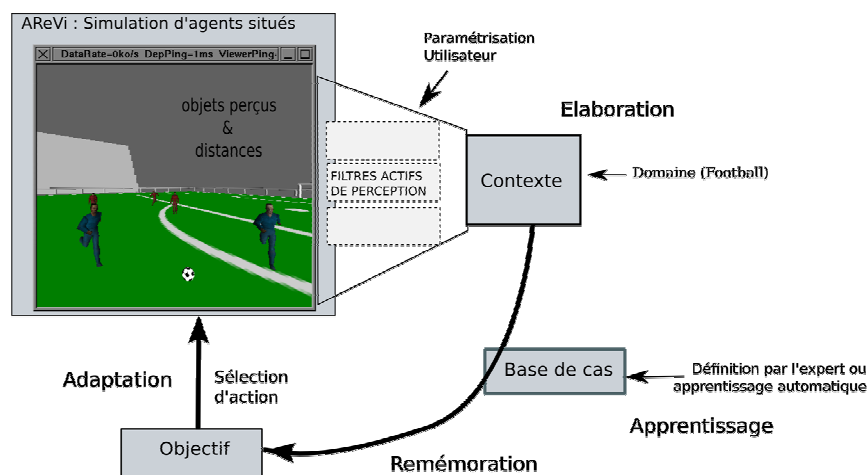 AReVi : Simulation d'agents situés
DataRate=0ko/s DepPing=1ms ViewerPing-
objets perçus
&
distances
Paramétrisation
Utilisateur
Elaboration
FILTRES ACTIFS
DE PERCEPTION
Contexte
Domaine (Football)
Base de cas
Définition par l'expert ou
apprentissage automatique
Apprentissage
Adaptation
Sélection
d'action
Objectif
Remémoration